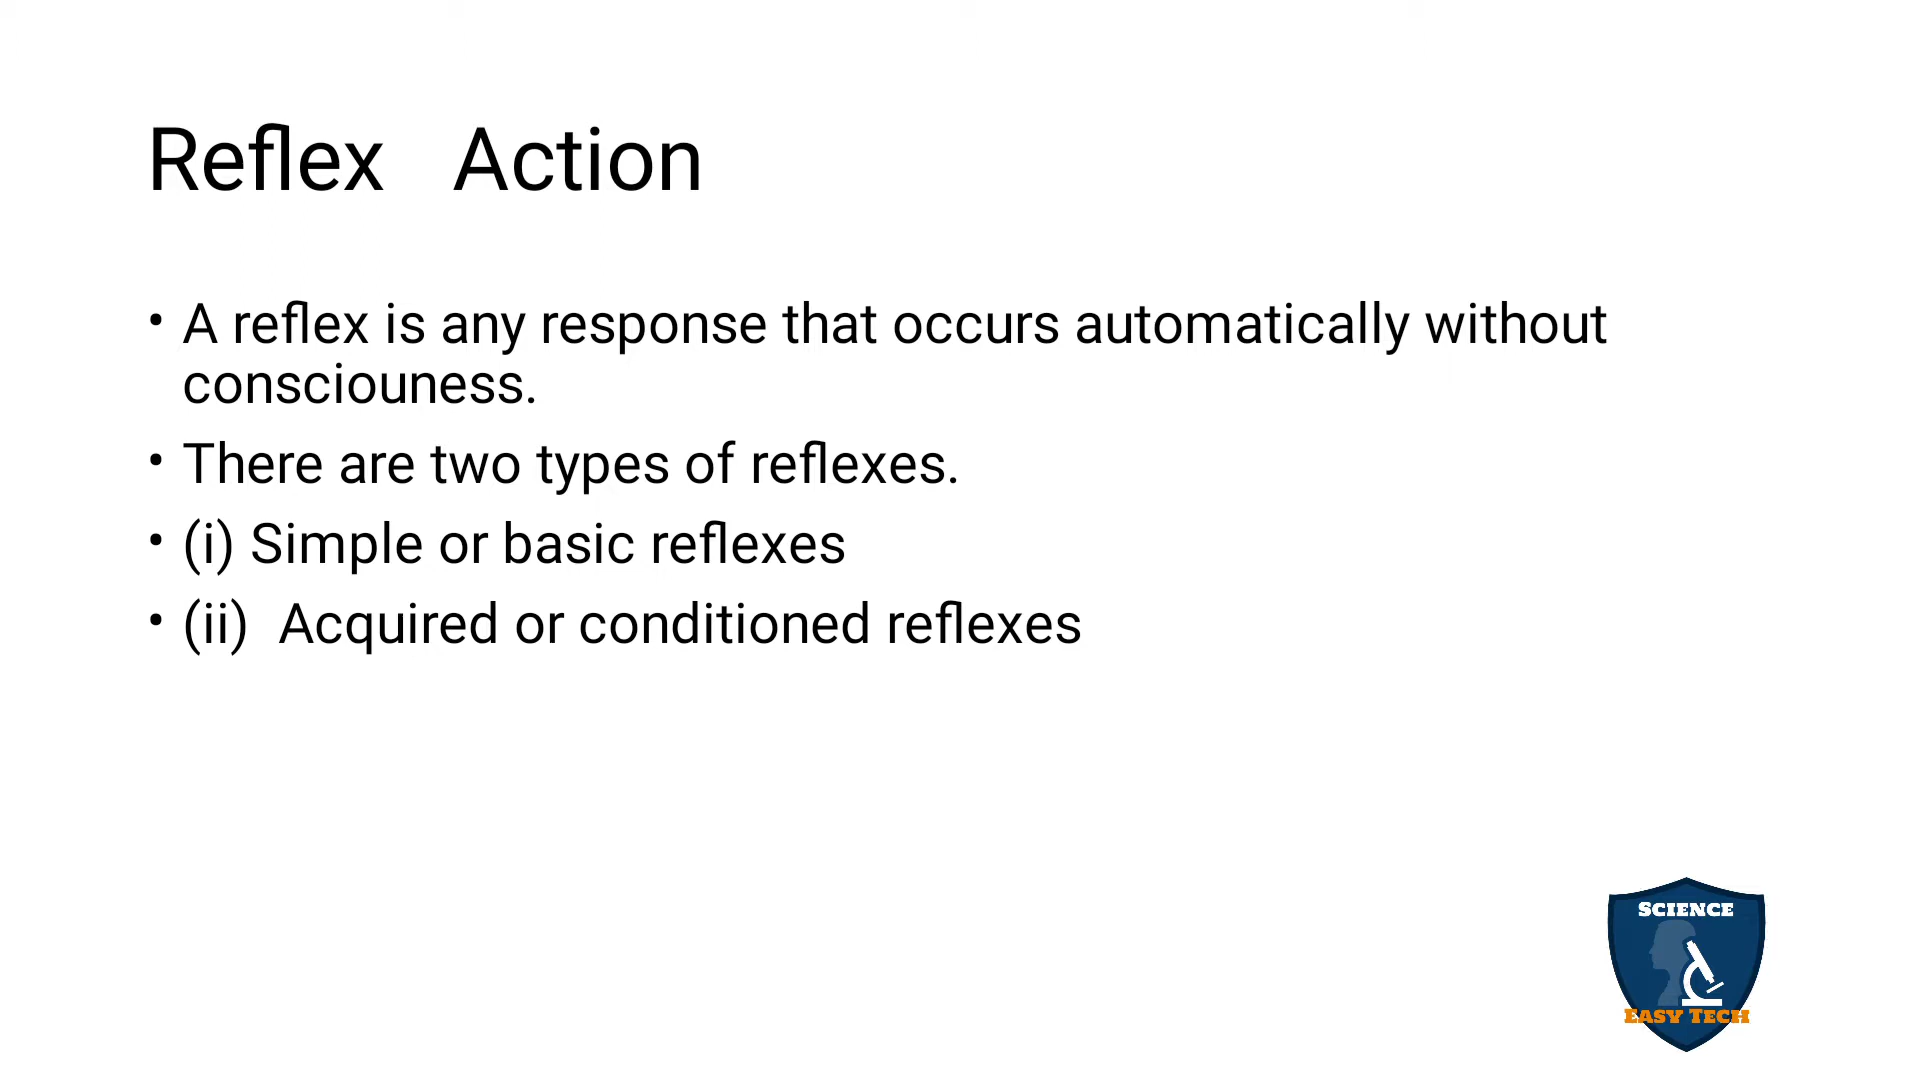 Reflex   Action
• A reflex is any response that occurs automatically without
consciouness.
• There are two types of reflexes.
• (i) Simple or basic reflexes
• (ii)  Acquired or conditioned reflexes
SCIENCE
EASY TECH